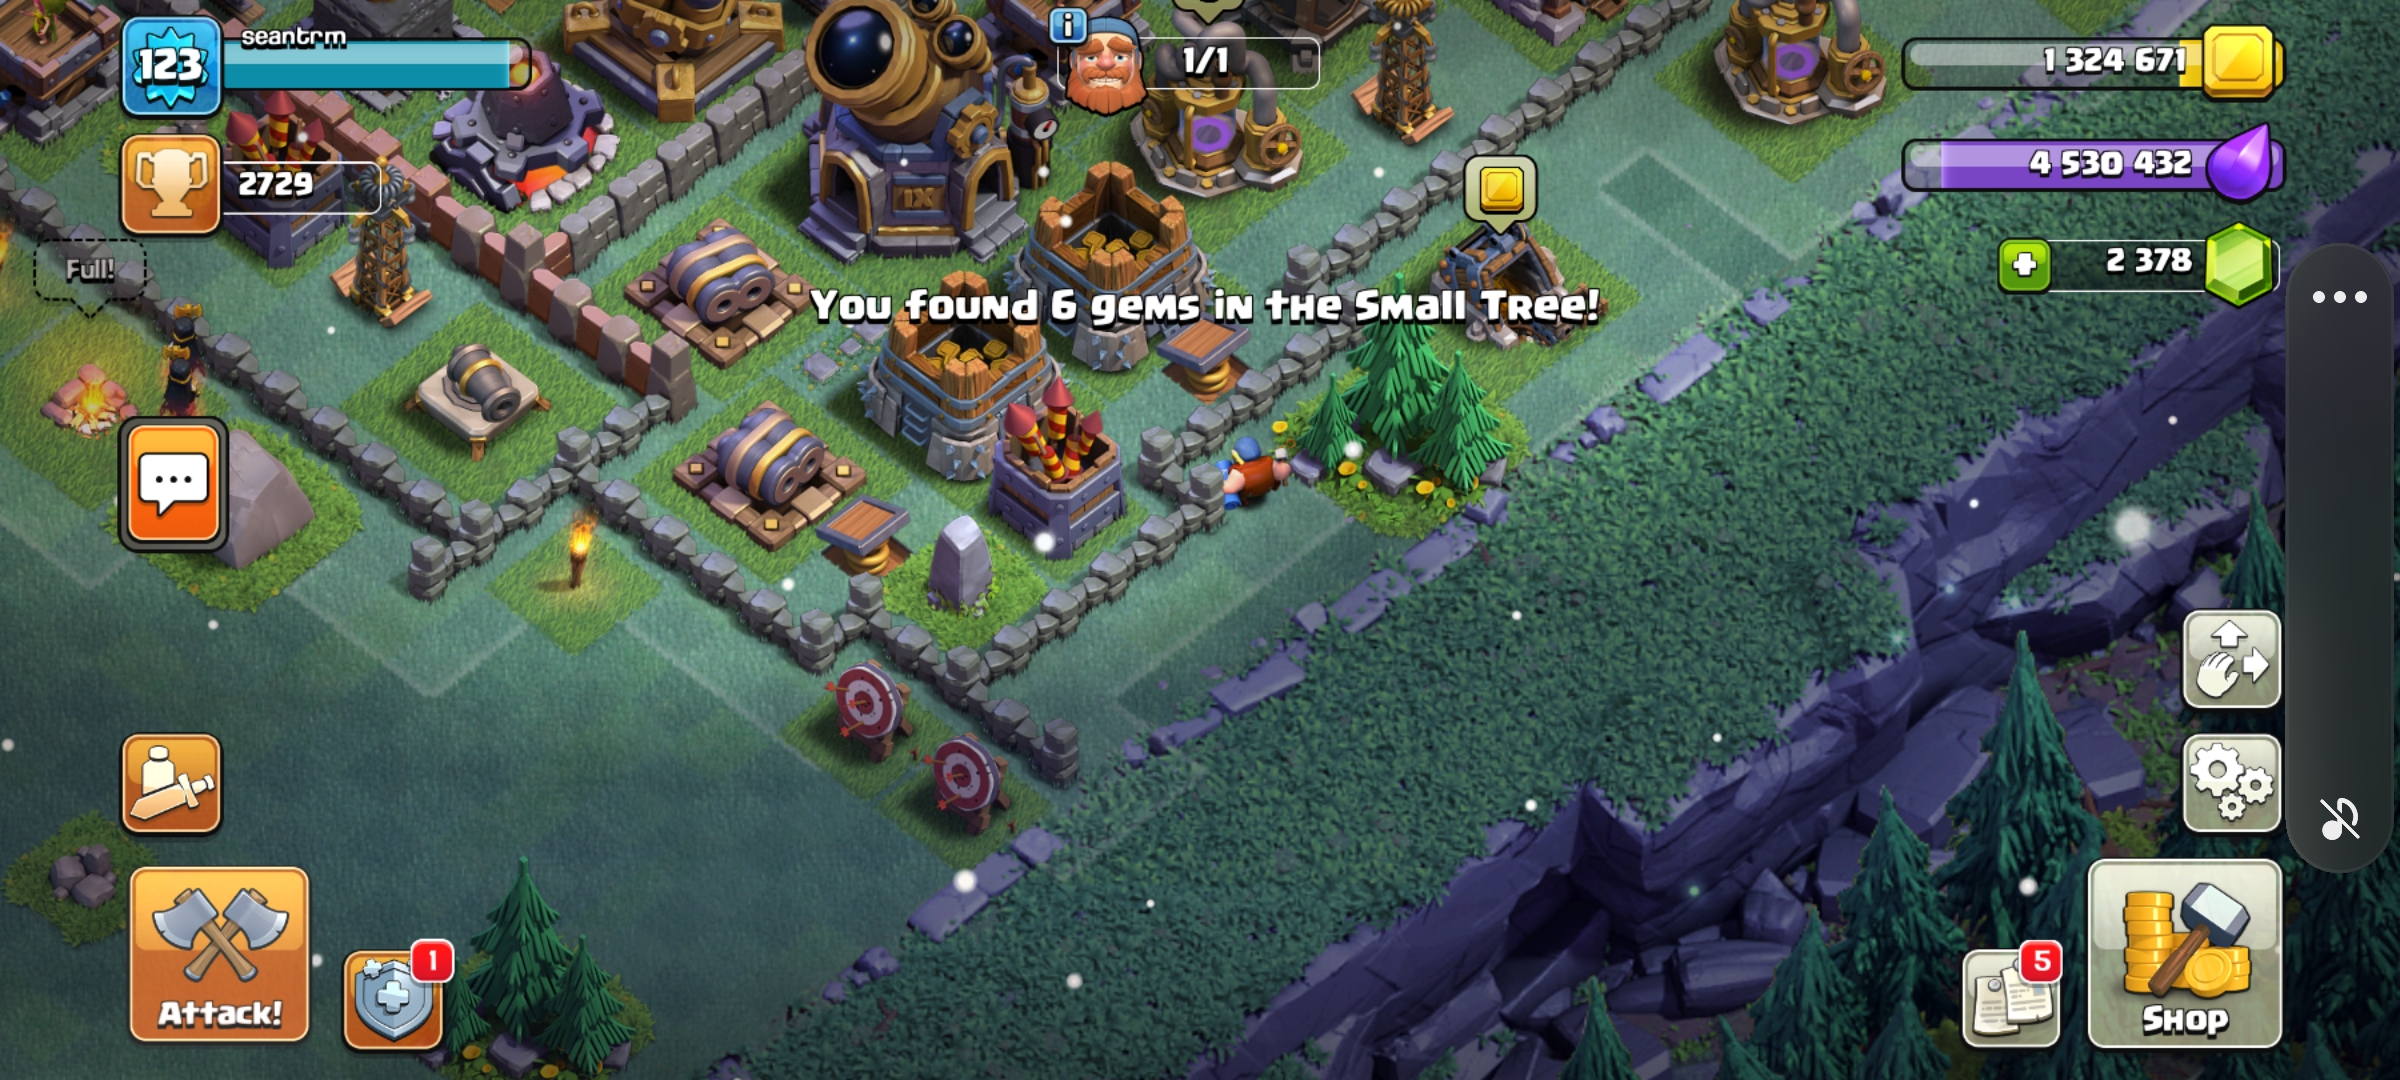 123
seantrm
1/1
1 324 671
2729
4 530 432
Full!
2 378
IX
You found 6 gems in the Small Tree!
Attack!
1
5
Shop